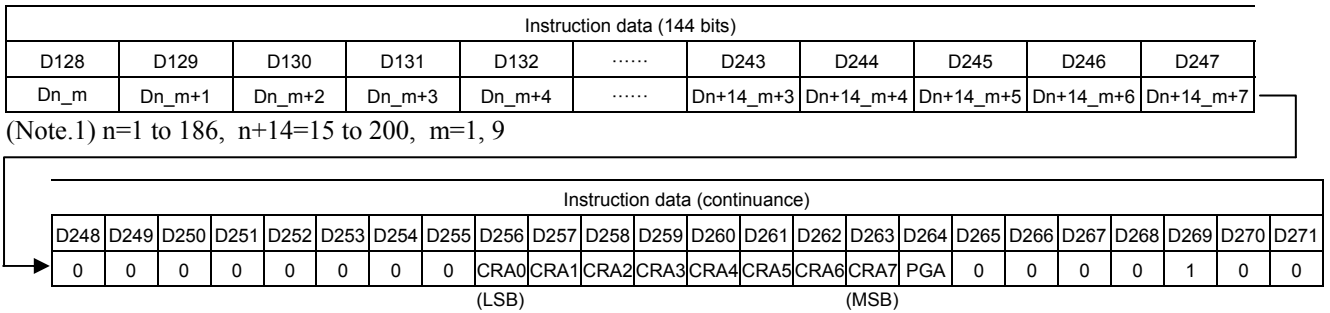 Instruction data (144 bits)
D128 D129 D130 D131 D132 ...... D243 D244 D245 D246 D247
Dn_m Dn_m+1 Dn_m+2 Dn_m+3 Dn_m+4 ...... Dn+14_m+3 Dn+14_m+4 Dn+14_m+5 Dn+14_m+6 Dn+14_m+7
(Note.1) n=1 to 186, n+14=15 to 200, m=1, 9
Instruction data (continuance)
D248 D249 D250 D251 D252 D253 D254 D255 D256 D257 D258 D259 D260 D261 D262 D263 D264 D265 D266 D267 D268 D269 D270 D271
0 0 0 0 0 0 0 0 CRA0 CRA1 CRA2 CRA3 CRA4 CRA5 CRA6 CRA7 PGA 0 0 0 0 1 0 0
(LSB) (MSB)